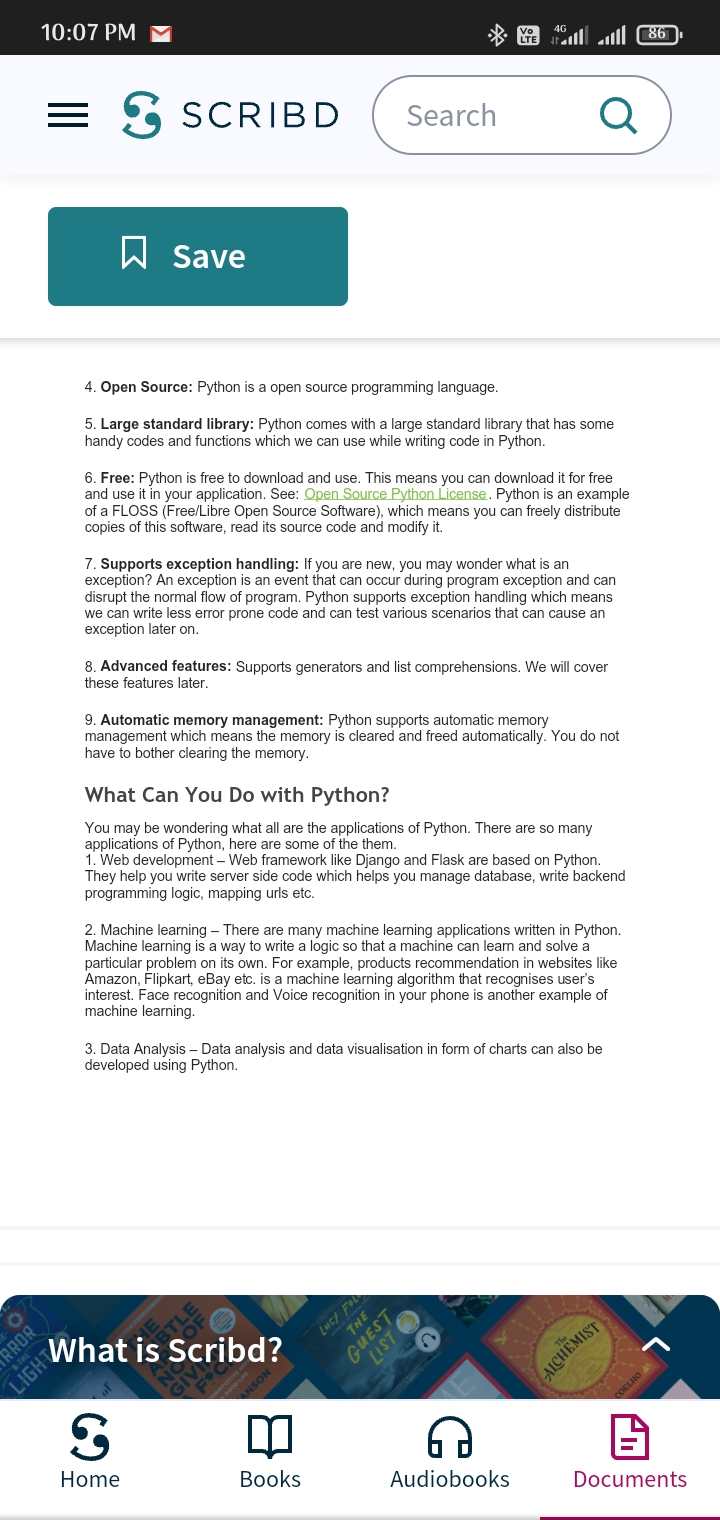 10:07 PM
Vo LTE
4G
86
SCRIBD
Search
Save
4. Open Source: Python is a open source programming language.
5. Large standard library: Python comes with a large standard library that has some
handy codes and functions which we can use while writing code in Python.
6. Free: Python is free to download and use. This means you can download it for free
and use it in your application. See: Open Source Python License. Python is an example
of a FLOSS (Free/Libre Open Source Software), which means you can freely distribute
copies of this software, read its source code and modify it.
7. Supports exception handling: If you are new, you may wonder what is an
exception? An exception is an event that can occur during program exception and can
disrupt the normal flow of program. Python supports exception handling which means
we can write less error prone code and can test various scenarios that can cause an
exception later on.
8. Advanced features: Supports generators and list comprehensions. We will cover
these features later.
9. Automatic memory management: Python supports automatic memory
management which means the memory is cleared and freed automatically. You do not
have to bother clearing the memory.
What Can You Do with Python?
You may be wondering what all are the applications of Python. There are so many
applications of Python, here are some of the them.
1. Web development – Web framework like Django and Flask are based on Python.
They help you write server side code which helps you manage database, write backend
programming logic, mapping urls etc.
2. Machine learning – There are many machine learning applications written in Python.
Machine learning is a way to write a logic so that a machine can learn and solve a
particular problem on its own. For example, products recommendation in websites like
Amazon, Flipkart, eBay etc. is a machine learning algorithm that recognises user's
interest. Face recognition and Voice recognition in your phone is another example of
machine learning.
3. Data Analysis – Data analysis and data visualisation in form of charts can also be
developed using Python.
What is Scribd?
THE GUEST LIST
ALCHEMIST
COELHO
Home
Books
Audiobooks
Documents